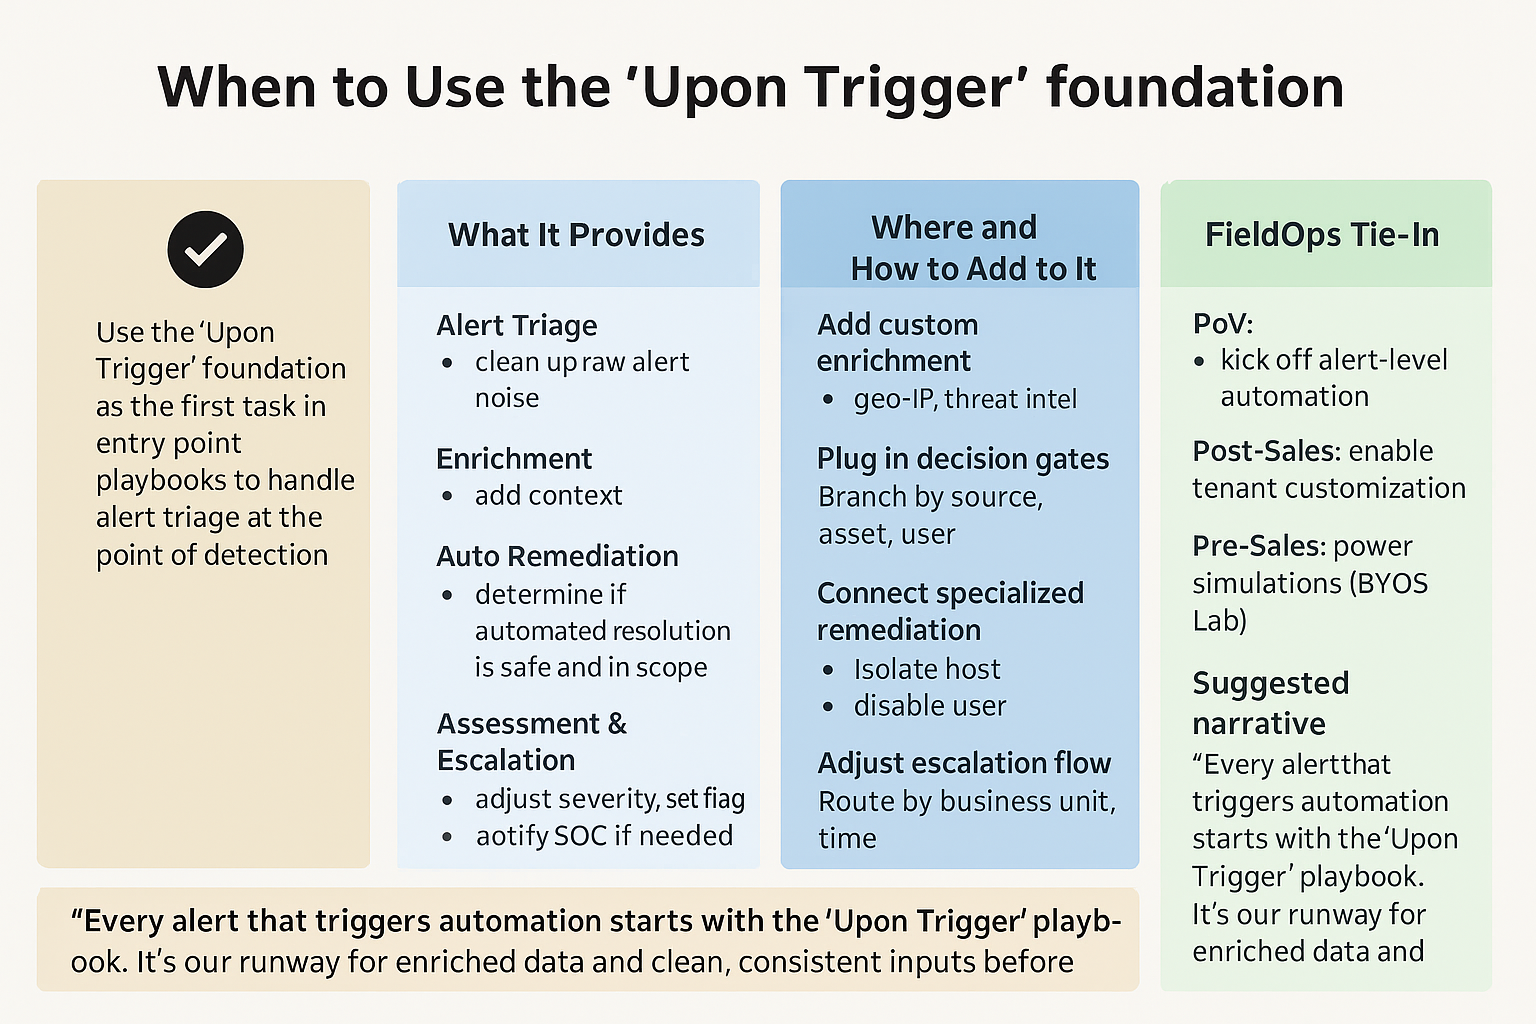 When to Use the ‘Upon Trigger’ foundation
Use the ‘Upon
Trigger’ foundation
as the first task in
entry point
playbooks to handle
alert triage at the
point of detection
What It Provides
Alert Triage
• clean up raw alert
noise
Enrichment
• add context
Auto Remediation
• determine if
automated resolution
is safe and in scope
Assessment &
Escalation
• adjust severity, set fiag
• aotify SOC if needed
Where and
How to Add to It
Add custom
enrichment
• geo-IP, threat intel
Plug in decision gates
Branch by source,
asset, user
Connect specialized
remediation
• Isolate host
• disable user
Adjust escalation flow
Route by business unit,
time
FieldOps Tie-In
PoV:
• kick off alert-level
automation
Post-Sales: enable
tenant customization
Pre-Sales: power
simulations (BYOS
Lab)
Suggested
narrative
“Every alertthat
triggers automation
starts with the‘Upon
Trigger’ playbook.
It’s our runway for
enriched data and
“Every alert that triggers automation starts with the ‘Upon Trigger’ playb-
ook. It’s our runway for enriched data and clean, consistent inputs before